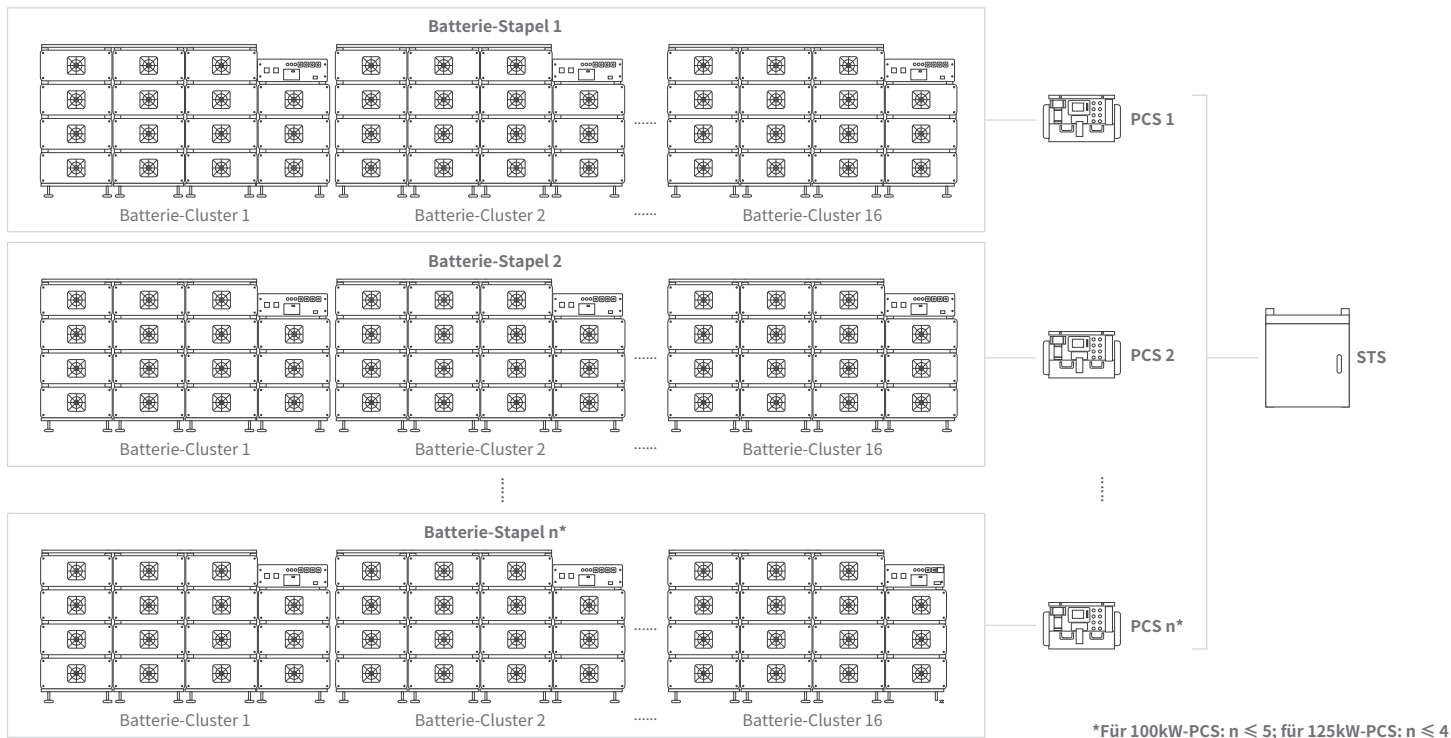 Batterie-Stapel 1
...... PCS 1
Batterie-Cluster 1 Batterie-Cluster 2 ...... Batterie-Cluster 16
Batterie-Stapel 2
...... PCS 2 STS
Batterie-Cluster 1 Batterie-Cluster 2 ...... Batterie-Cluster 16
Batterie-Stapel n*
...... PCS n*
Batterie-Cluster 1 Batterie-Cluster 2 ...... Batterie-Cluster 16
*Für 100kW-PCS: n ⩽ 5; für 125kW-PCS: n ⩽ 4